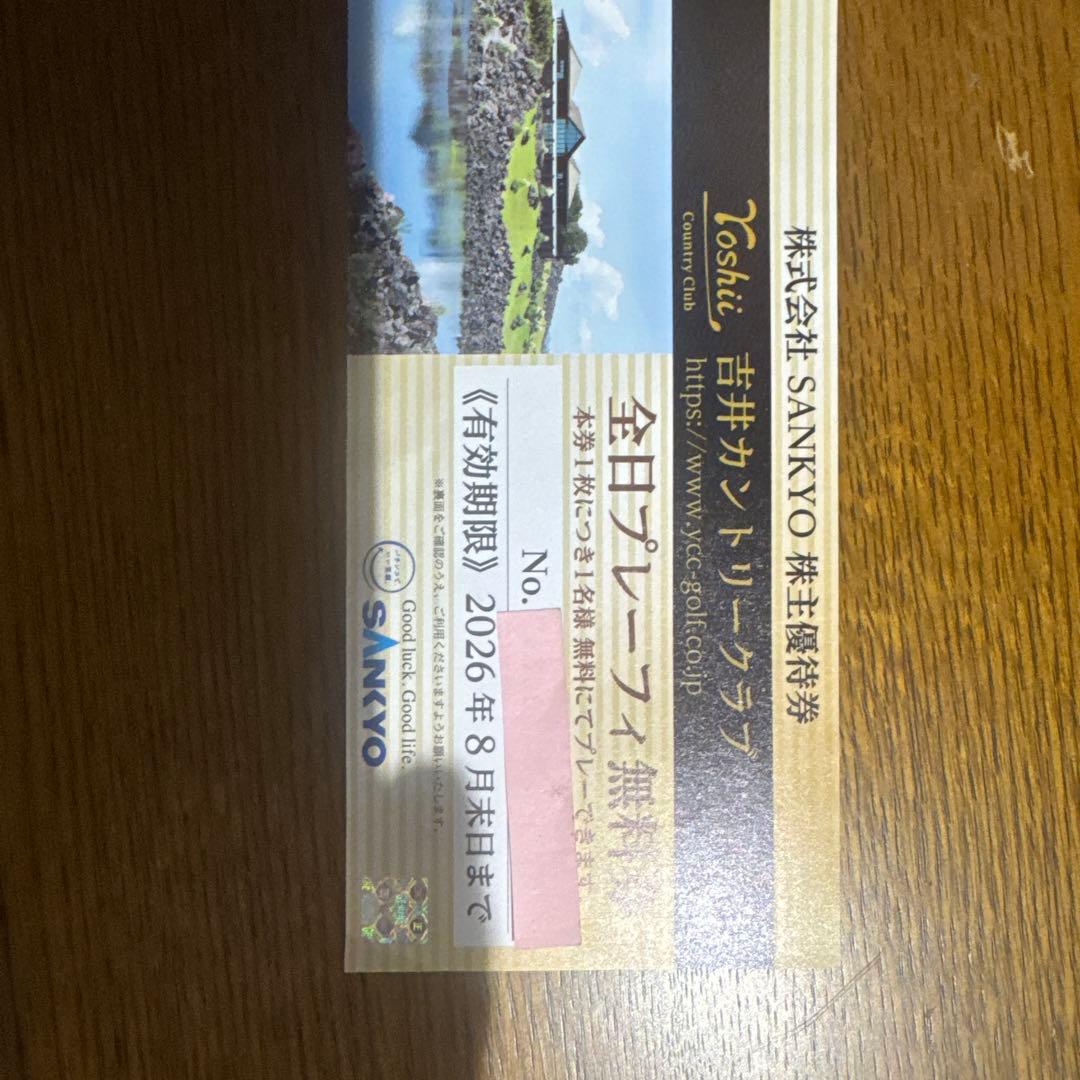 株式会社 SANKYO 株主優待券
Yoshii
Country Club
吉井カントリークラブ
https://www.ycc-golf.co.jp
全日プレーフィ無料券
本券1枚につき1名様 無料にてプレーできます
No.
《有効期限》 2026年8月末日まで
※裏面をご確認のうえ、ご利用くださいますようお願いいたします。
Good luck, Good life.
SANKYO